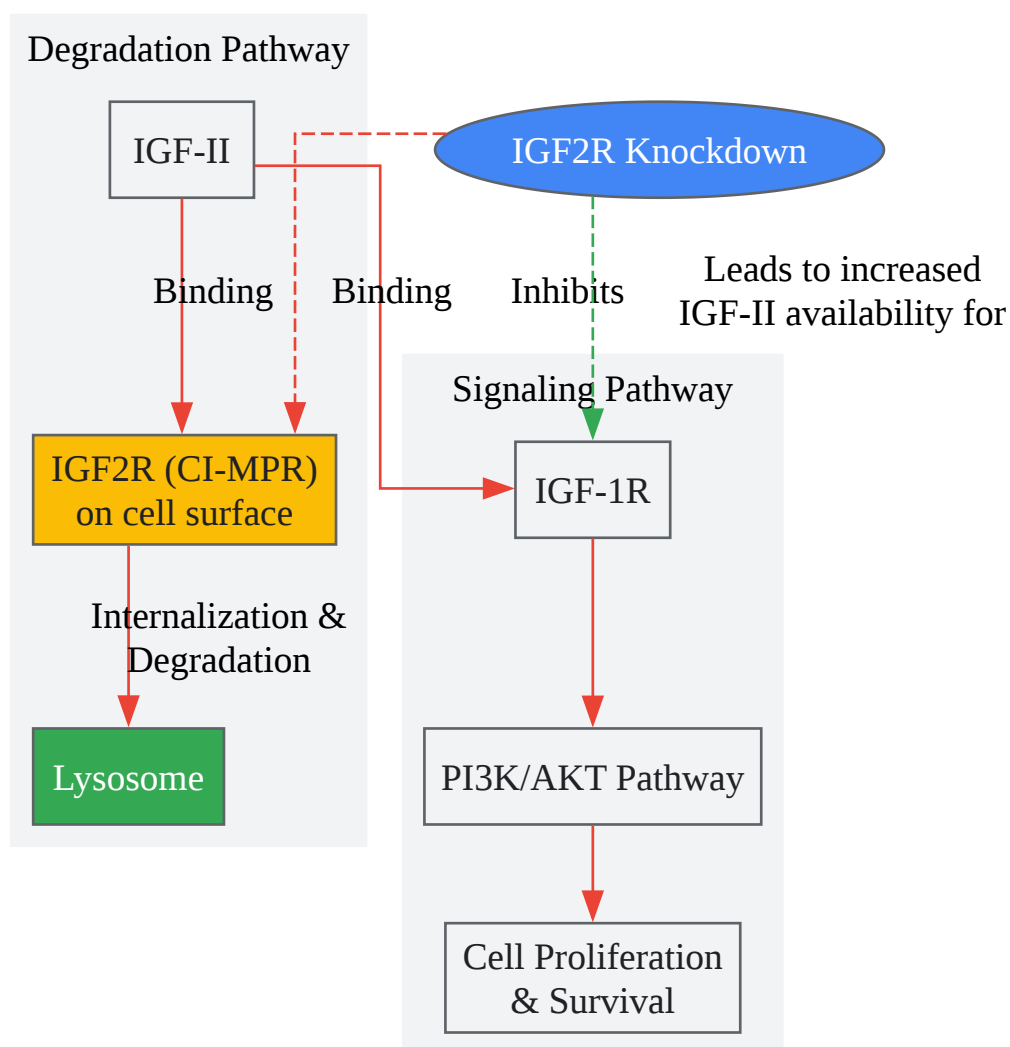 Degradation Pathway
IGF-II
IGF2R Knockdown
Binding
Binding
Inhibits
Leads to increased
IGF-II availability for
Signaling Pathway
IGF2R (CI-MPR)
on cell surface
IGF-1R
Internalization &
Degradation
Lysosome
PI3K/AKT Pathway
Cell Proliferation
& Survival